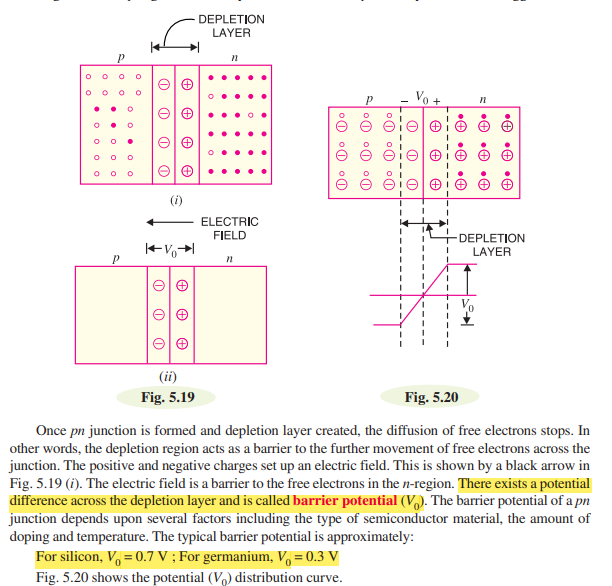 DEPLETION
LAYER
p n
(i)
ELECTRIC
FIELD
V0
p n
(ii)
Fig. 5.19
p – V0 + n
DEPLETION
LAYER
V0
Fig. 5.20
Once pn junction is formed and depletion layer created, the diffusion of free electrons stops. In
other words, the depletion region acts as a barrier to the further movement of free electrons across the
junction. The positive and negative charges set up an electric field. This is shown by a black arrow in
Fig. 5.19 (i). The electric field is a barrier to the free electrons in the n-region. There exists a potential
difference across the depletion layer and is called barrier potential (V0). The barrier potential of a pn
junction depends upon several factors including the type of semiconductor material, the amount of
doping and temperature. The typical barrier potential is approximately:
For silicon, V0 = 0.7 V ; For germanium, V0 = 0.3 V
Fig. 5.20 shows the potential (V0) distribution curve.